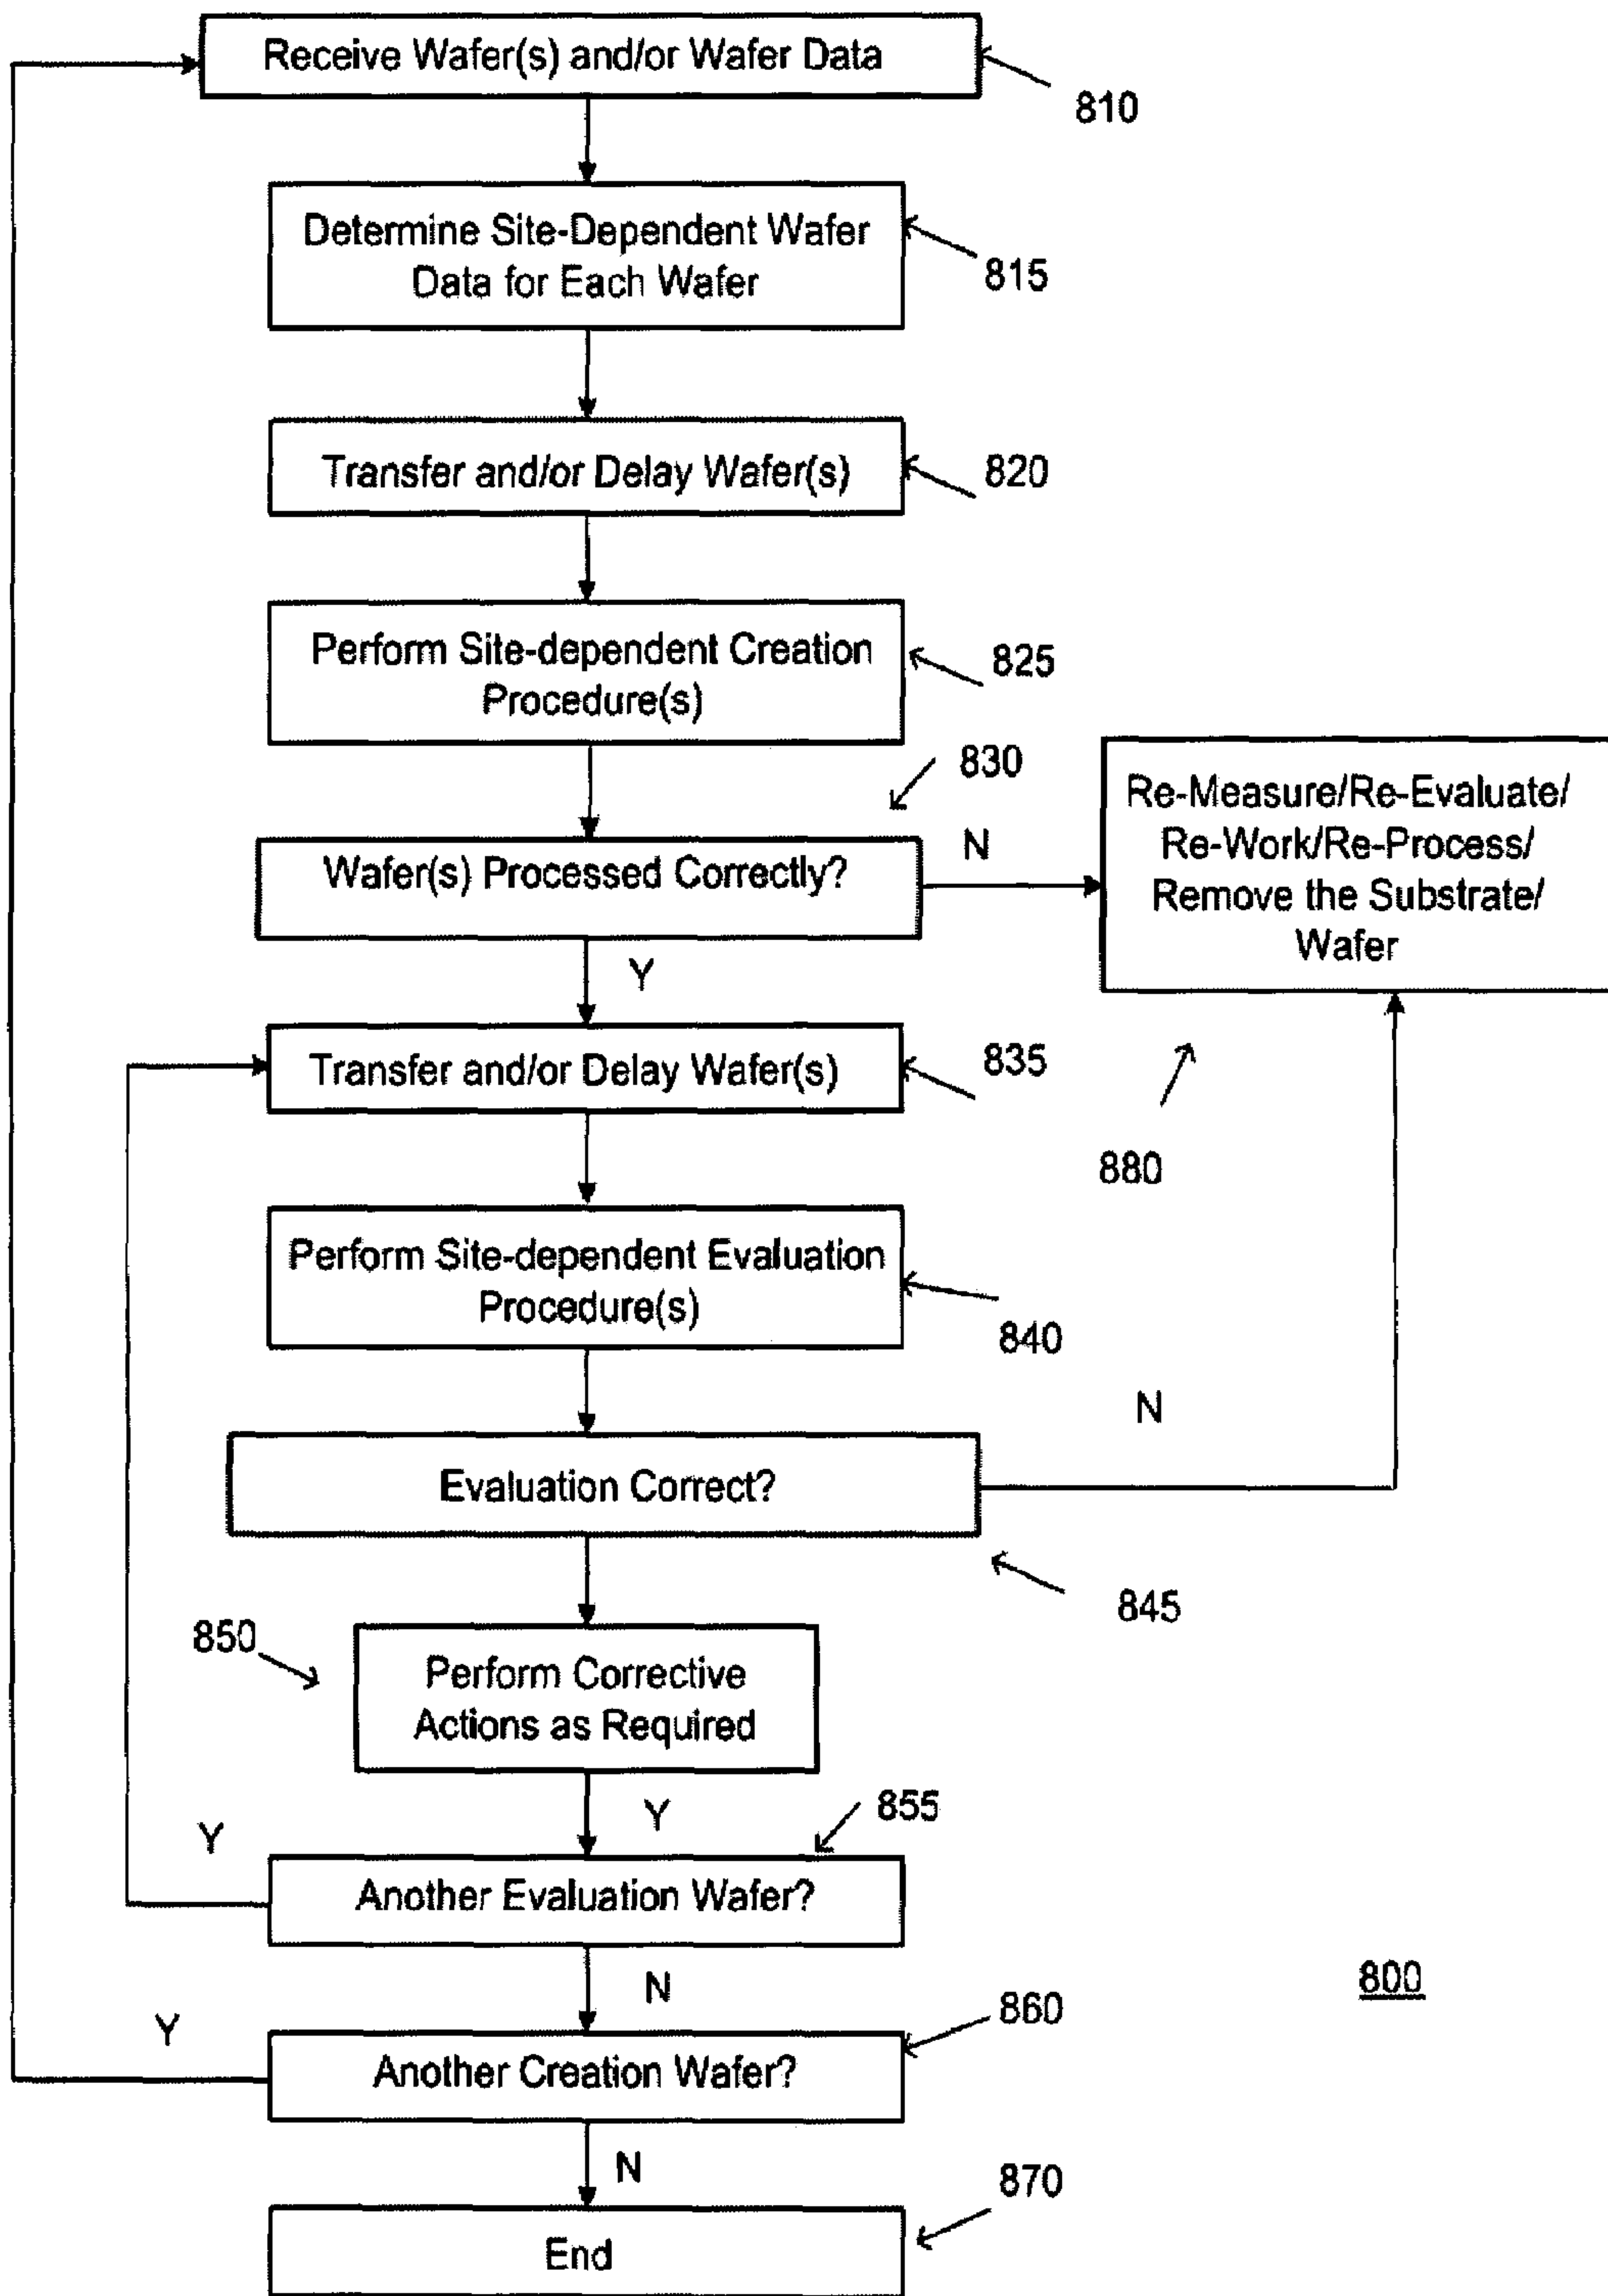 Receive Wafer(s) and/or Wafer Data
810
Determine Site-Dependent Wafer
Data for Each Wafer
815
Transfer and/or Delay Wafer(s)
820
Perform Site-dependent Creation
Procedure(s)
825
830
Wafer(s) Processed Correctly?
N
Re-Measure/Re-Evaluate/
Re-Work/Re-Process/
Remove the Substrate/
Wafer
Y
Transfer and/or Delay Wafer(s)
835
880
Perform Site-dependent Evaluation
Procedure(s)
840
N
Evaluation Correct?
845
850
Perform Corrective
Actions as Required
Y
855
Y
Another Evaluation Wafer?
N
800
Y
860
Another Creation Wafer?
N
870
End